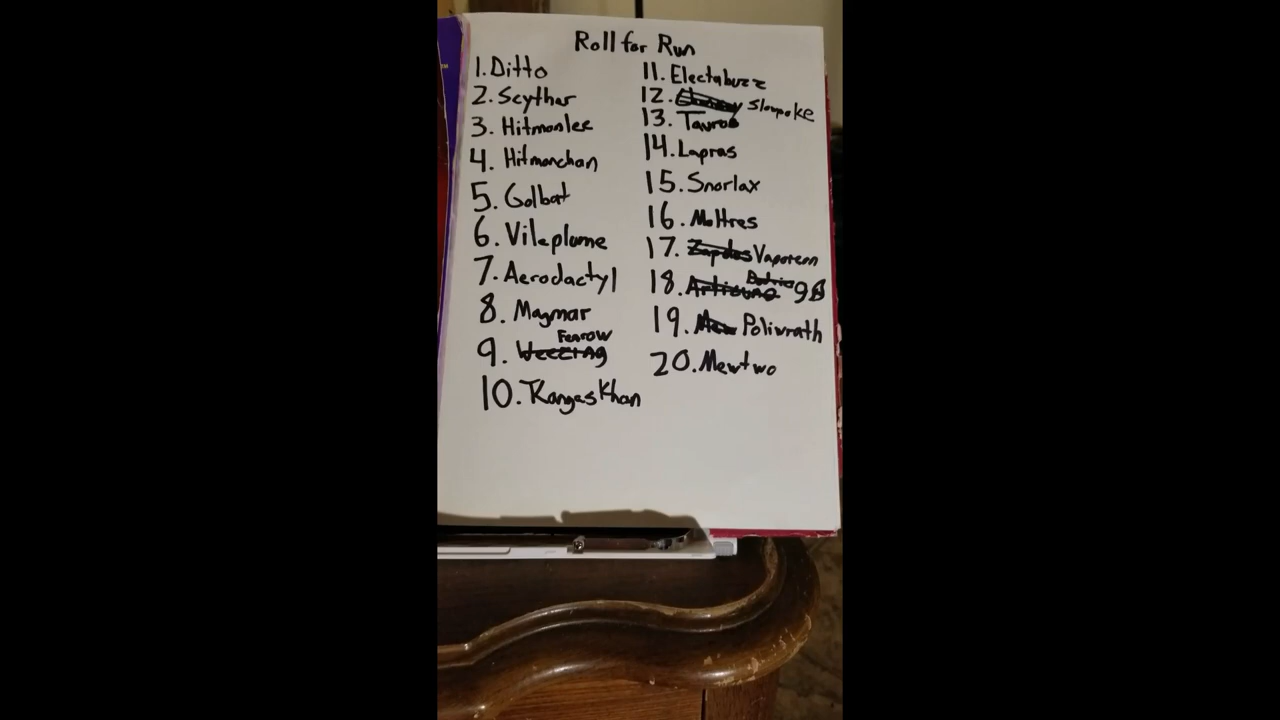 Roll for Run
1. Ditto
2. Scyther
3. Hitmonlee
4. Hitmonchan
5. Golbat
6. Vileplume
7. Aerodactyl
8. Magmar
9. Weezing Fearow
10. Kangaskhan
11. Electabuzz
12. Slowpoke
13. Tauros
14. Lapras
15. Snorlax
16. Moltres
17. Zapdos Vaporeon
18. Articuno
19. Mew Poliwrath
20. Mewtwo